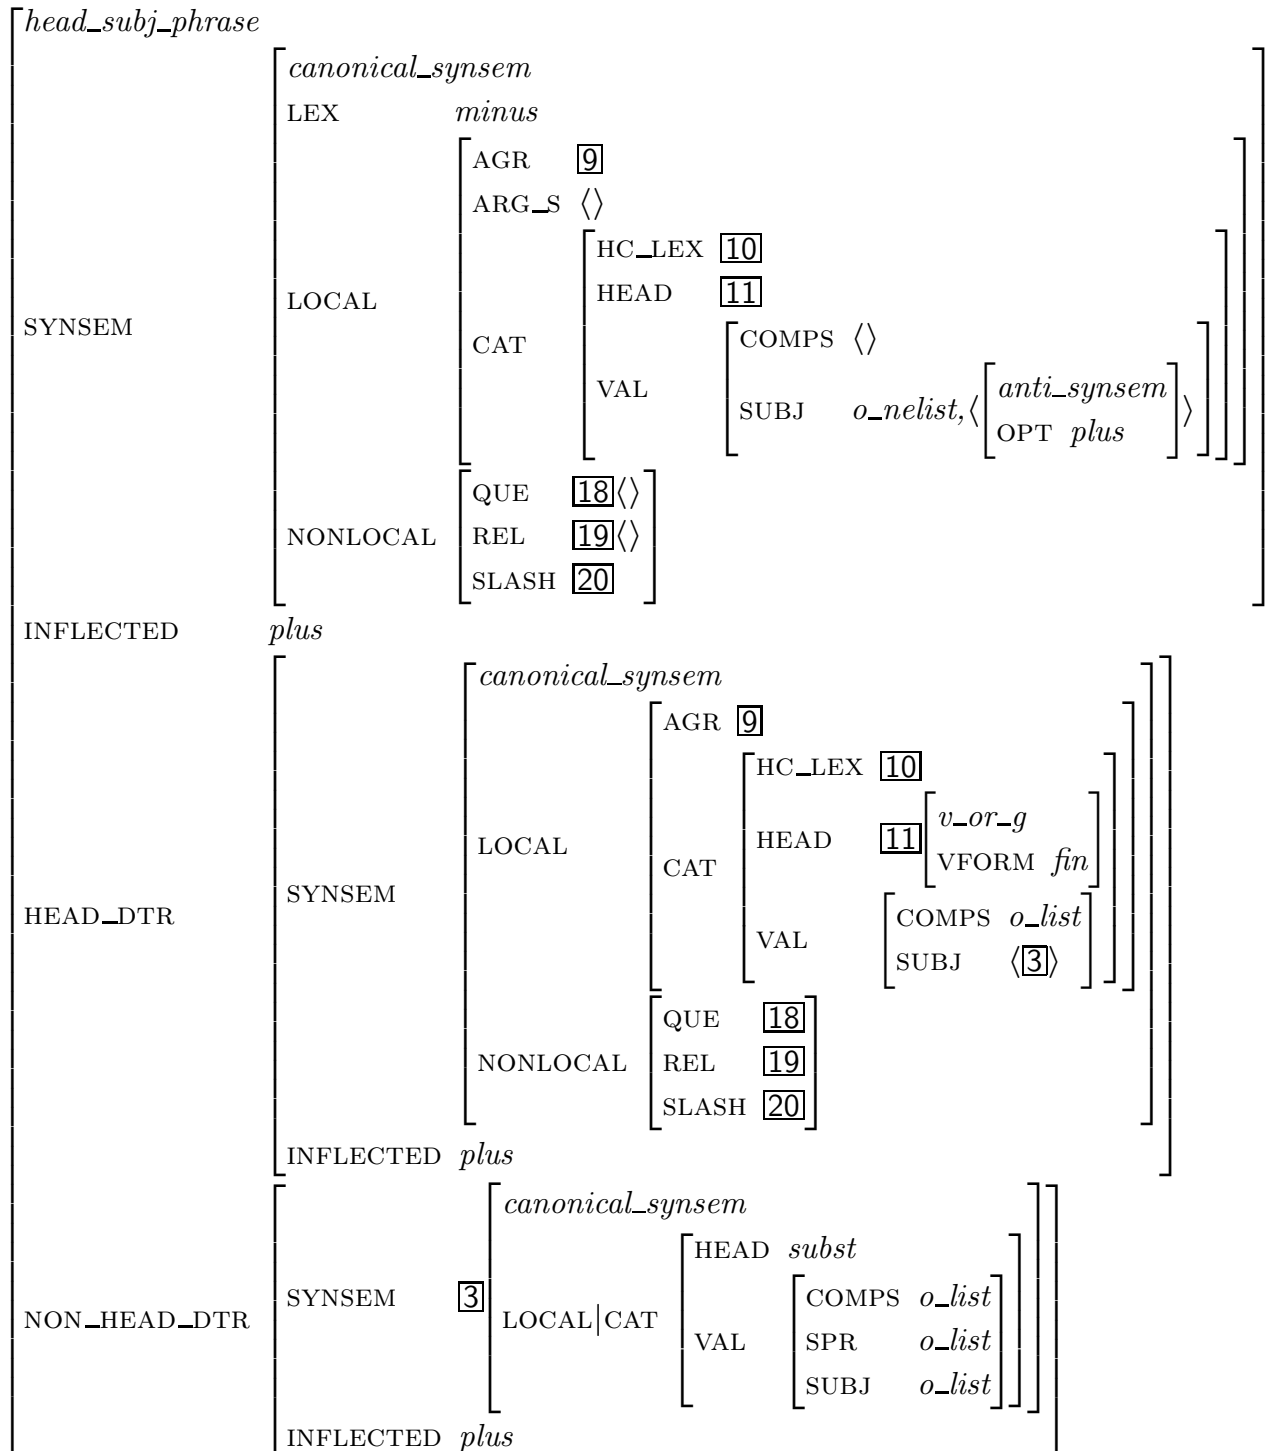 head_subj_phrase
canonical_synsem
LEX minus
AGR 9
ARG_S ⟨⟩
HC_LEX 10
HEAD 11
COMPS ⟨⟩
SUBJ o_nelist,⟨ anti_synsem
OPT plus ⟩
VAL
CAT
LOCAL
QUE 18 ⟨⟩
REL 19 ⟨⟩
SLASH 20
NONLOCAL
SYNSEM
INFLECTED plus
canonical_synsem
AGR 9
HC_LEX 10
HEAD 11 v_or_g
VFORM fin
COMPS o_list
SUBJ ⟨3⟩
VAL
CAT
LOCAL
QUE 18
REL 19
SLASH 20
NONLOCAL
SYNSEM
INFLECTED plus
HEAD_DTR
canonical_synsem
HEAD subst
COMPS o_list
SPR o_list
SUBJ o_list
VAL
LOCAL|CAT
SYNSEM 3
INFLECTED plus
NON_HEAD_DTR